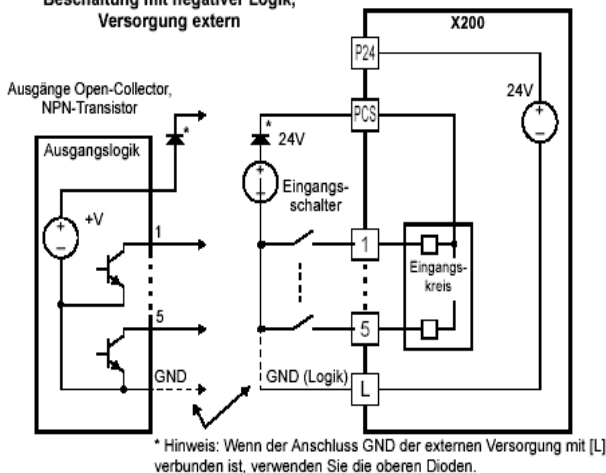 Beschaltung mit negativer Logik,
Versorgung extern
X200
P24
24V
+
−
Ausgänge Open-Collector,
NPN-Transistor
*
*
PCS
24V
+
−
Ausgangslogik
+V
+
−
Eingangs-
schalter
1
1
Eingangs-
kreis
5
5
GND
GND (Logik)
L
* Hinweis: Wenn der Anschluss GND der externen Versorgung mit [L]
verbunden ist, verwenden Sie die oberen Dioden.